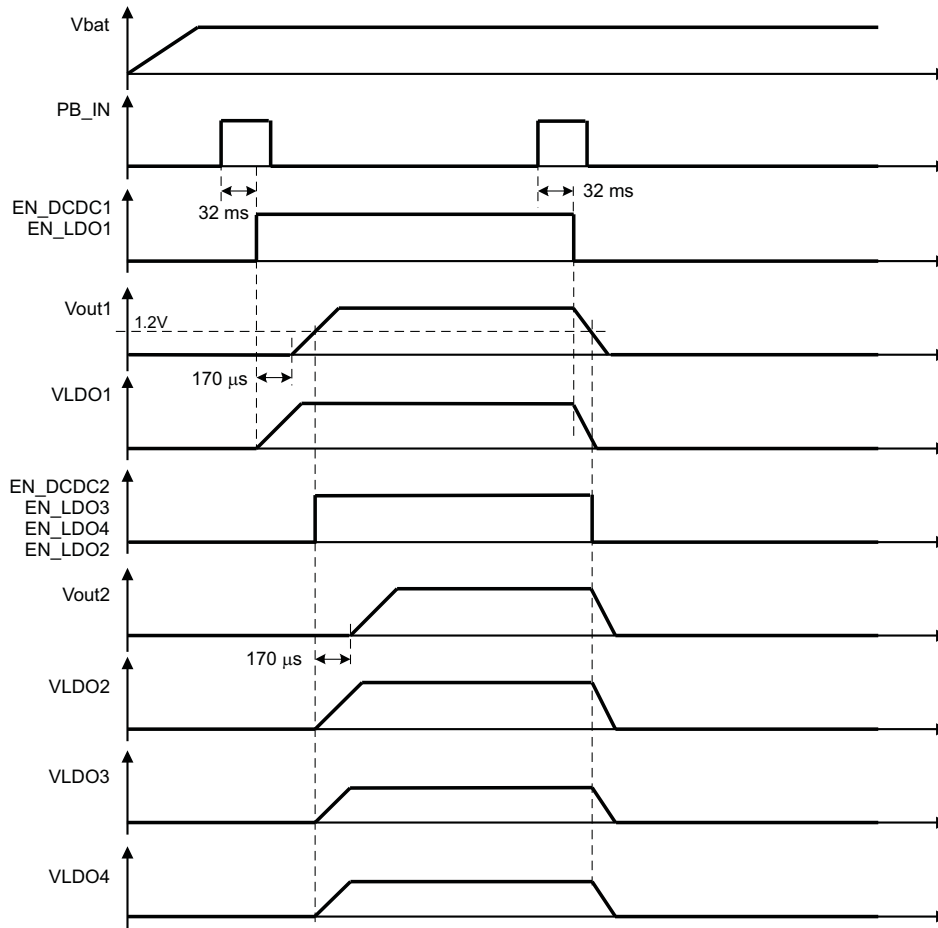 Vbat
PB_IN
32 ms
32 ms
EN_DCDC1
EN_LDO1
Vout1
1.2V
170 μs
VLDO1
EN_DCDC2
EN_LDO3
EN_LDO4
EN_LDO2
Vout2
170 μs
VLDO2
VLDO3
VLDO4